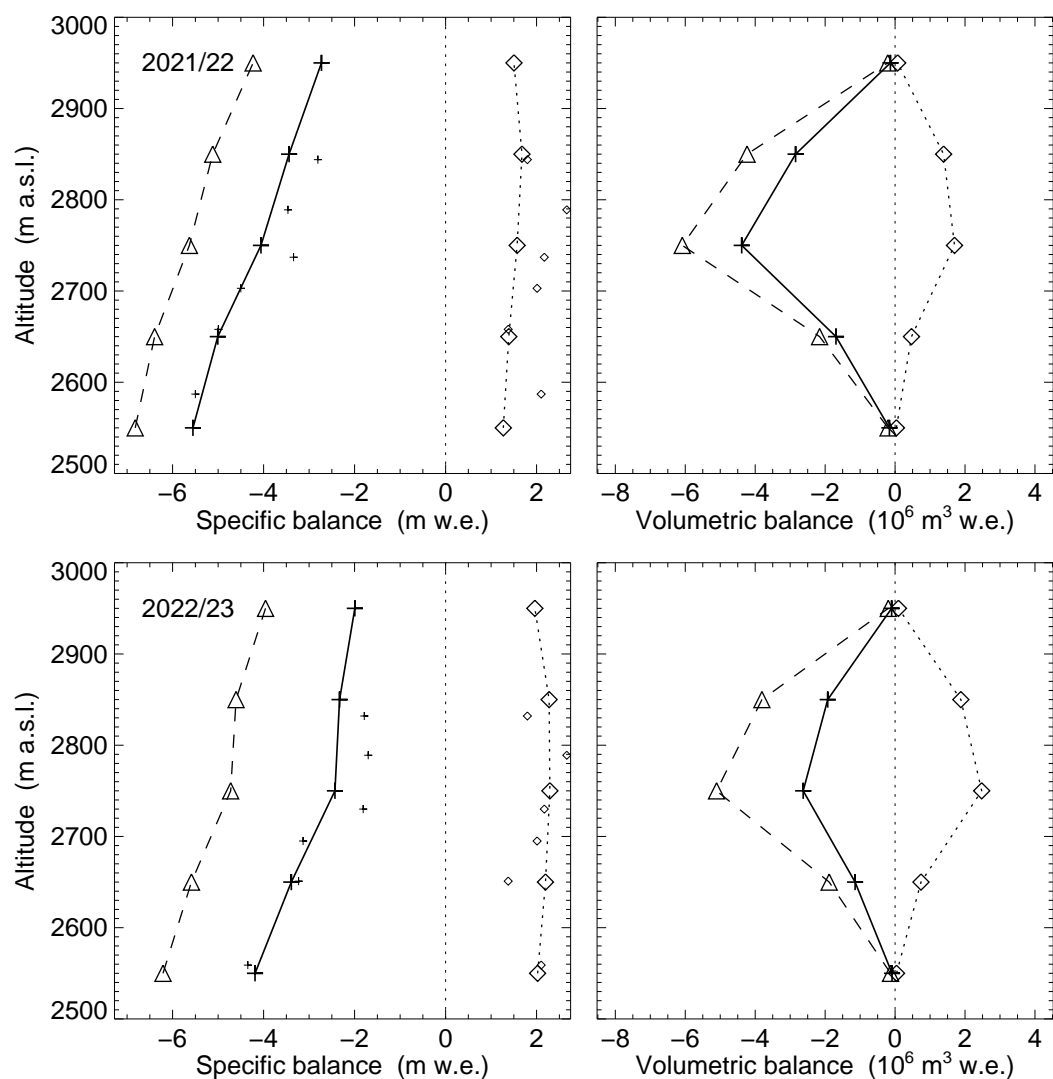 3000
2900
2800
2700
2600
2500
Altitude (m a.s.l.)
2021/22
−6 −4 −2 0 2
Specific balance (m w.e.)
−8 −6 −4 −2 0 2 4
Volumetric balance (10⁶ m³ w.e.)
3000
2900
2800
2700
2600
2500
Altitude (m a.s.l.)
2022/23
−6 −4 −2 0 2
Specific balance (m w.e.)
−8 −6 −4 −2 0 2 4
Volumetric balance (10⁶ m³ w.e.)